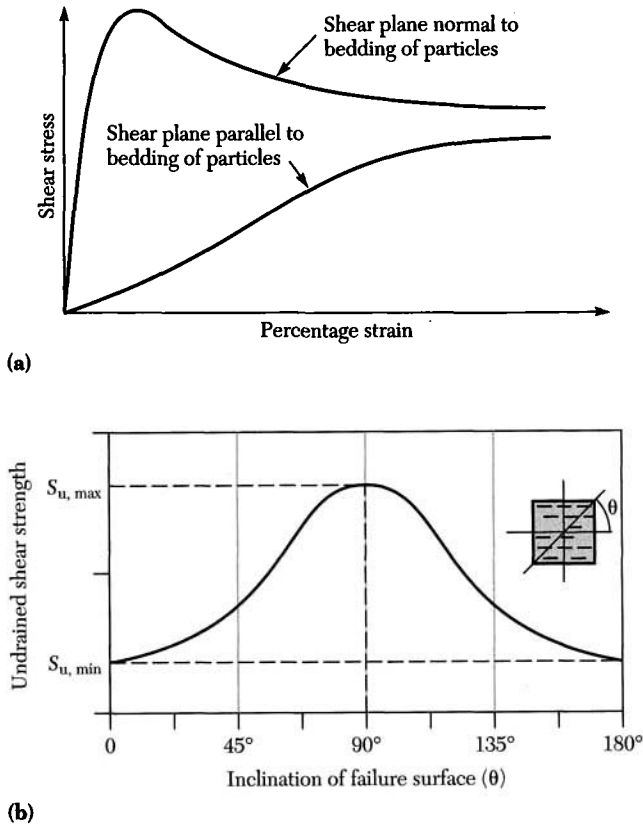 Shear plane normal to
bedding of particles
Shear plane parallel to
bedding of particles
Shear stress
Percentage strain
(a)
Undrained shear strength
Su, max
Su, min
θ
0 45° 90° 135° 180°
Inclination of failure surface (θ)
(b)